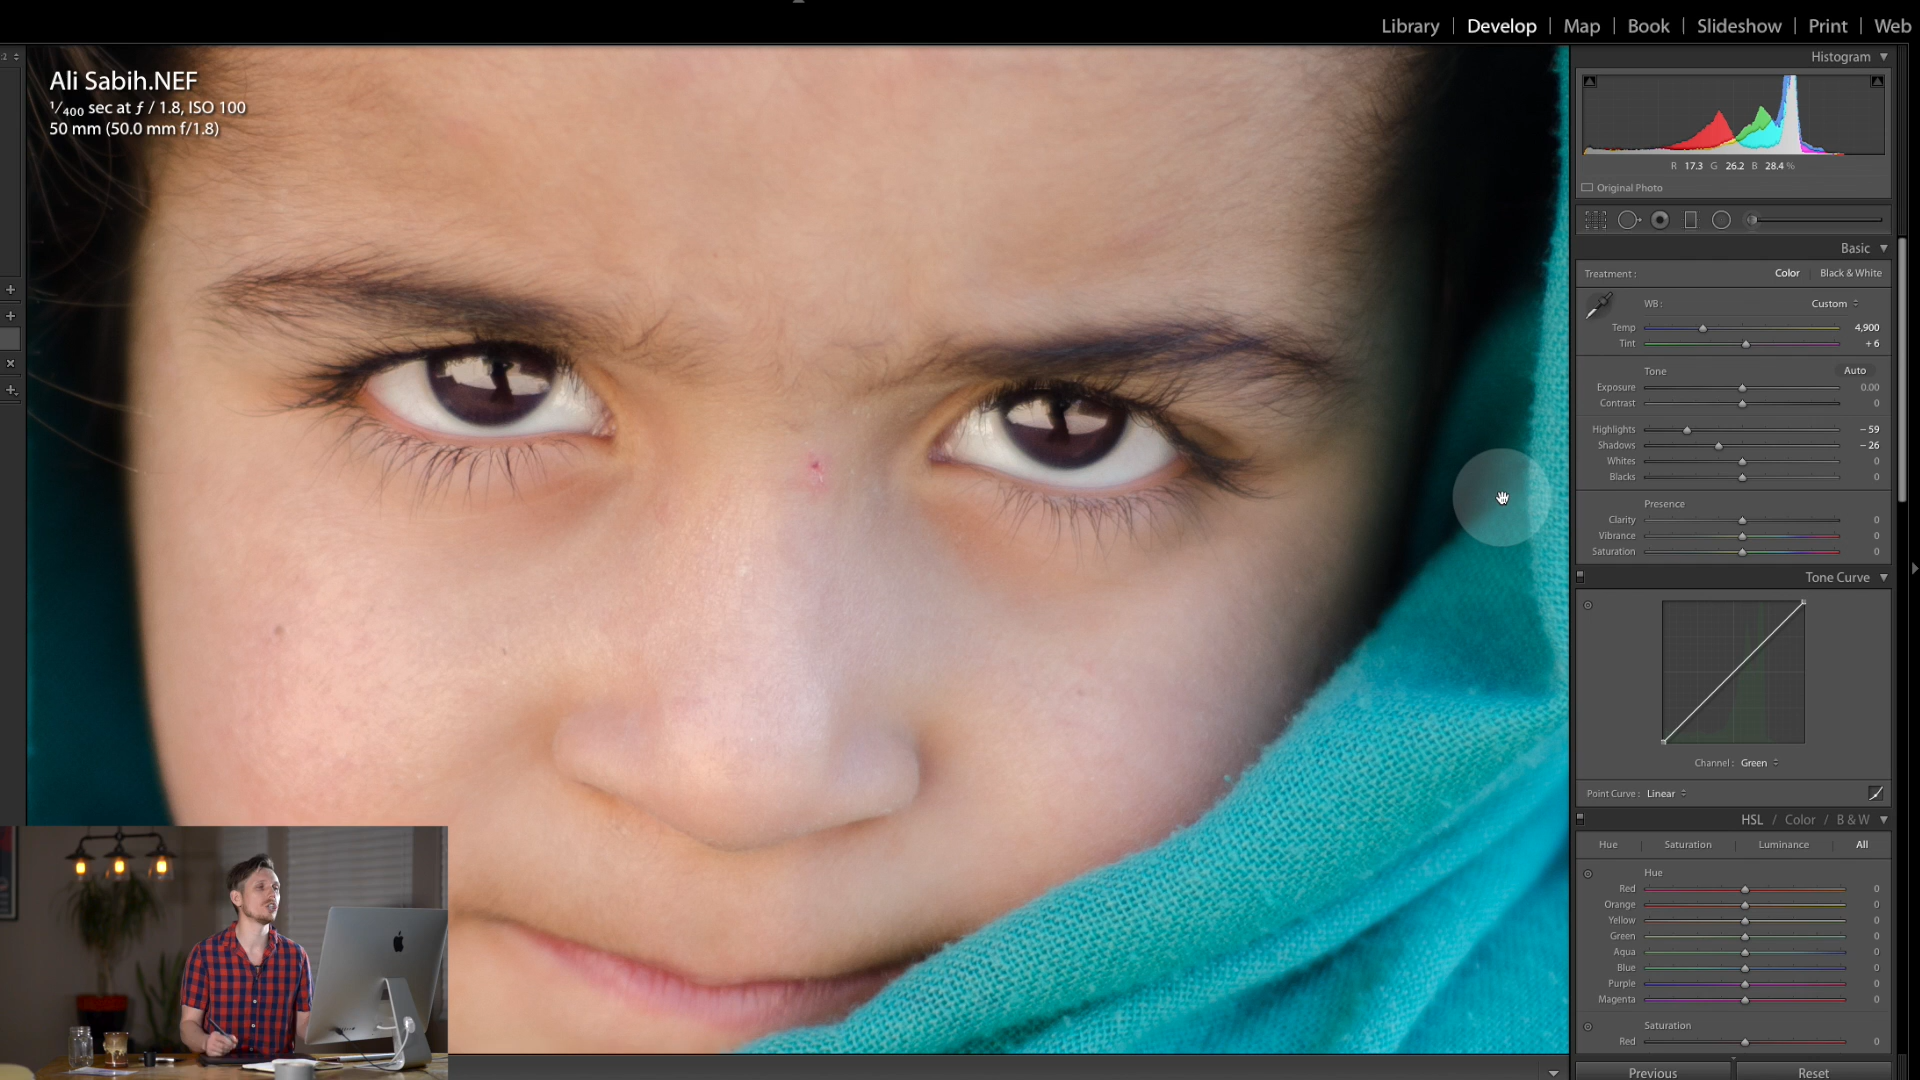 Library | Develop | Map | Book | Slideshow | Print | Web
Ali Sabih.NEF
1/400 sec at ƒ / 1.8, ISO 100
50 mm (50.0 mm f/1.8)
Histogram
R 17.3 G 26.2 B 28.4 %
Original Photo
Basic
Treatment : Color Black & White
WB : Custom
Temp 4,900
Tint + 6
Tone Auto
Exposure 0.00
Contrast 0
Highlights − 59
Shadows − 26
Whites 0
Blacks 0
Presence
Clarity 0
Vibrance 0
Saturation 0
Tone Curve
Channel : Green
Point Curve : Linear
HSL / Color / B & W
Hue Saturation Luminance All
Hue
Red 0
Orange 0
Yellow 0
Green 0
Aqua 0
Blue 0
Purple 0
Magenta 0
Saturation
Red 0
Previous Reset